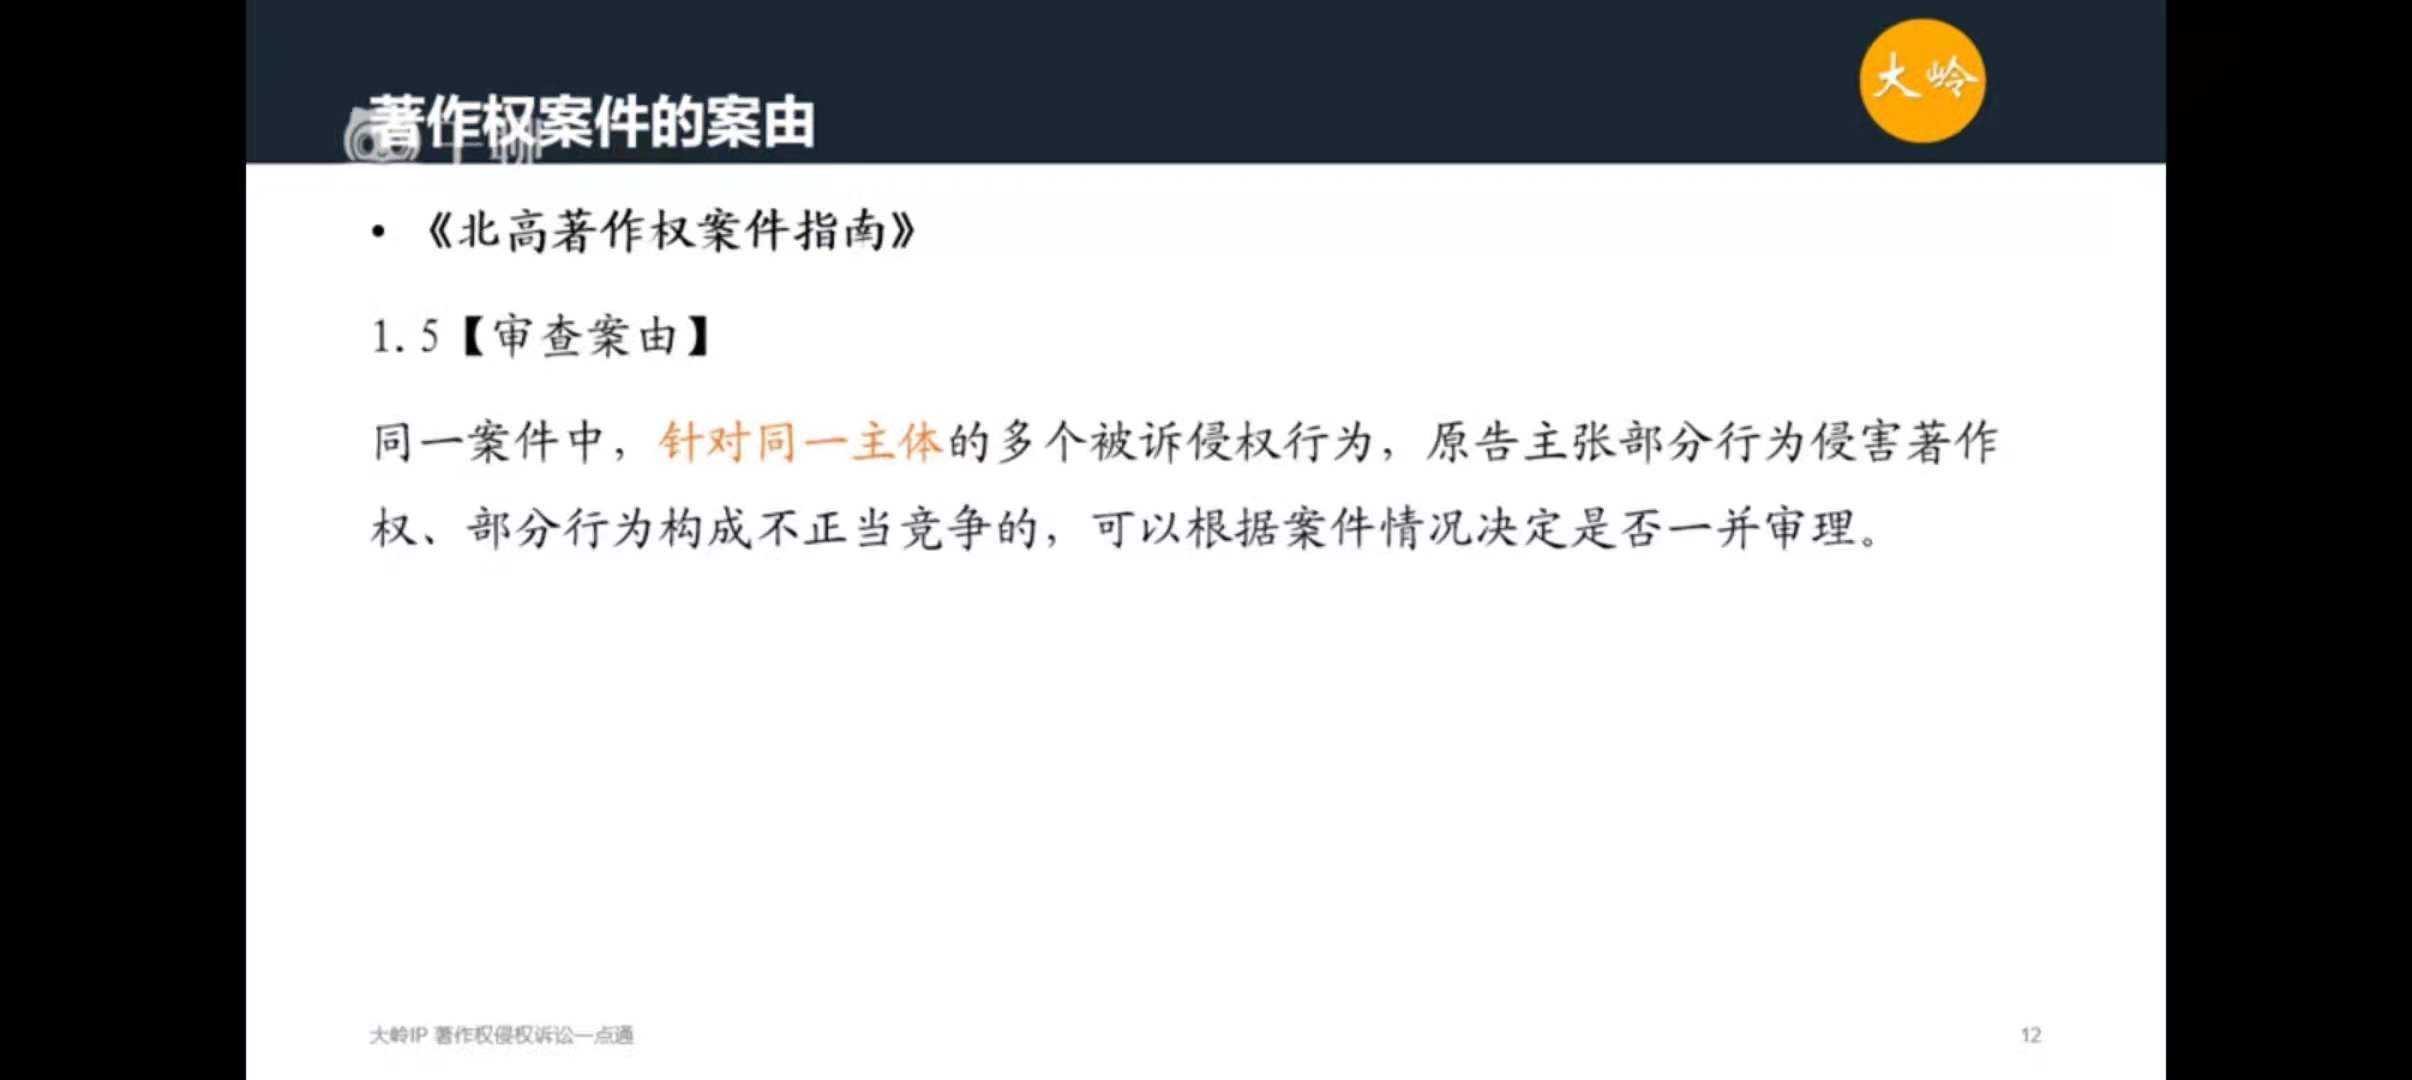 大岭
著作权案件的案由
• 《北高著作权案件指南》
1. 5【审查案由】
同一案件中，针对同一主体的多个被诉侵权行为，原告主张部分行为侵害著作
权、部分行为构成不正当竞争的，可以根据案件情况决定是否一并审理。
大岭IP 著作权侵权诉讼一点通
12